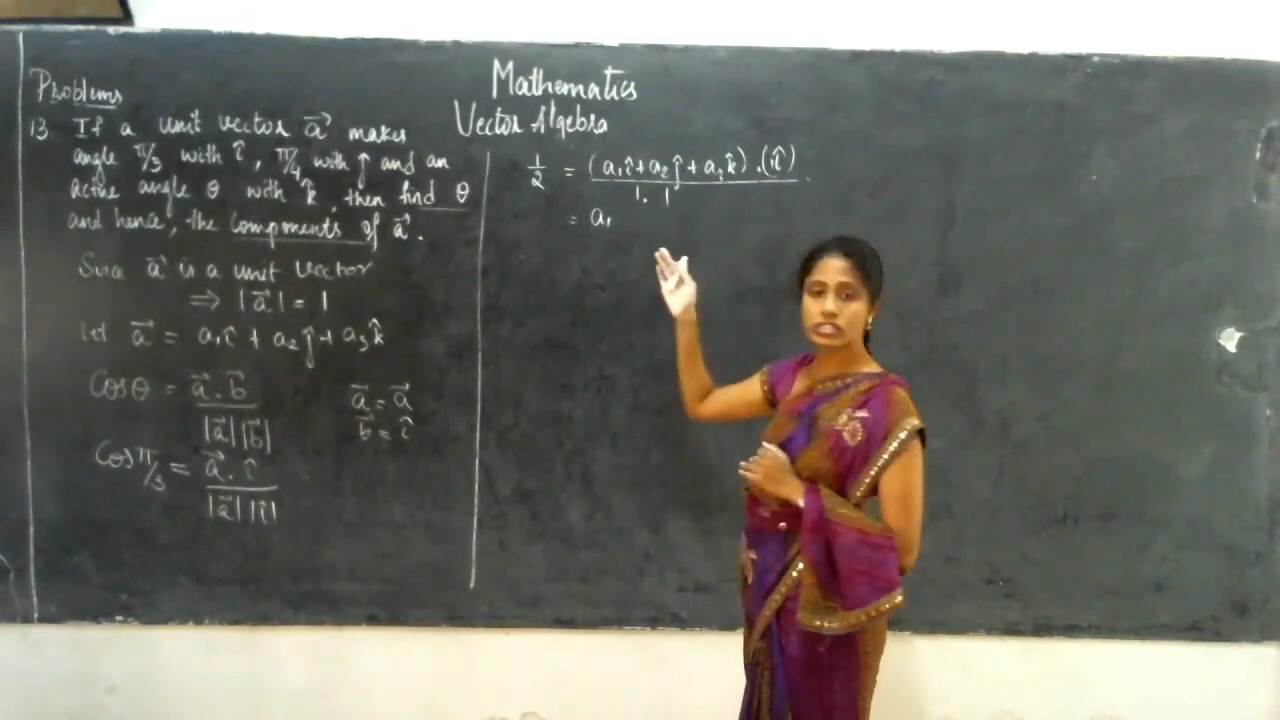 Mathematics
Vector Algebra
Problems
13 If a unit vector a⃗ makes
angle π/3 with î, π/4 with ĵ and an
acute angle θ with k̂, then find θ
and hence, the components of a⃗.
Since a⃗ is a unit vector
⇒ |a⃗| = 1
let a⃗ = a₁î + a₂ĵ + a₃k̂
Cosθ = a⃗ . b⃗ / |a⃗| |b⃗|
a⃗ = a⃗
b⃗ = î
Cos π/3 = a⃗ . î / |a⃗| |î|
1/2 = (a₁î + a₂ĵ + a₃k̂) . (1î) / 1 . 1
= a₁